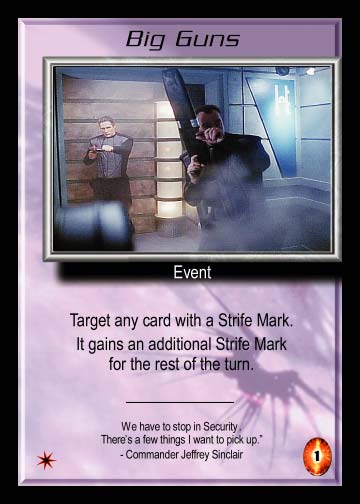 Big Guns
Event
Target any card with a Strife Mark.
It gains an additional Strife Mark
for the rest of the turn.
We have to stop in Security.
There's a few things I want to pick up."
- Commander Jeffrey Sinclair
1